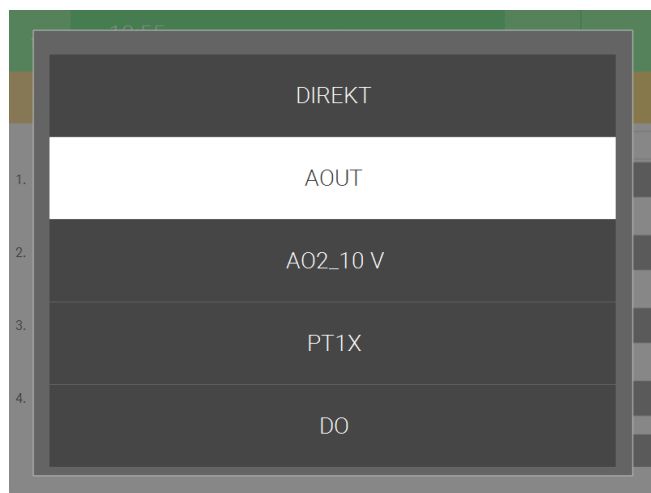 DIREKT
AOUT
1.
AO2_10 V
2.
PT1X
3.
DO
4.